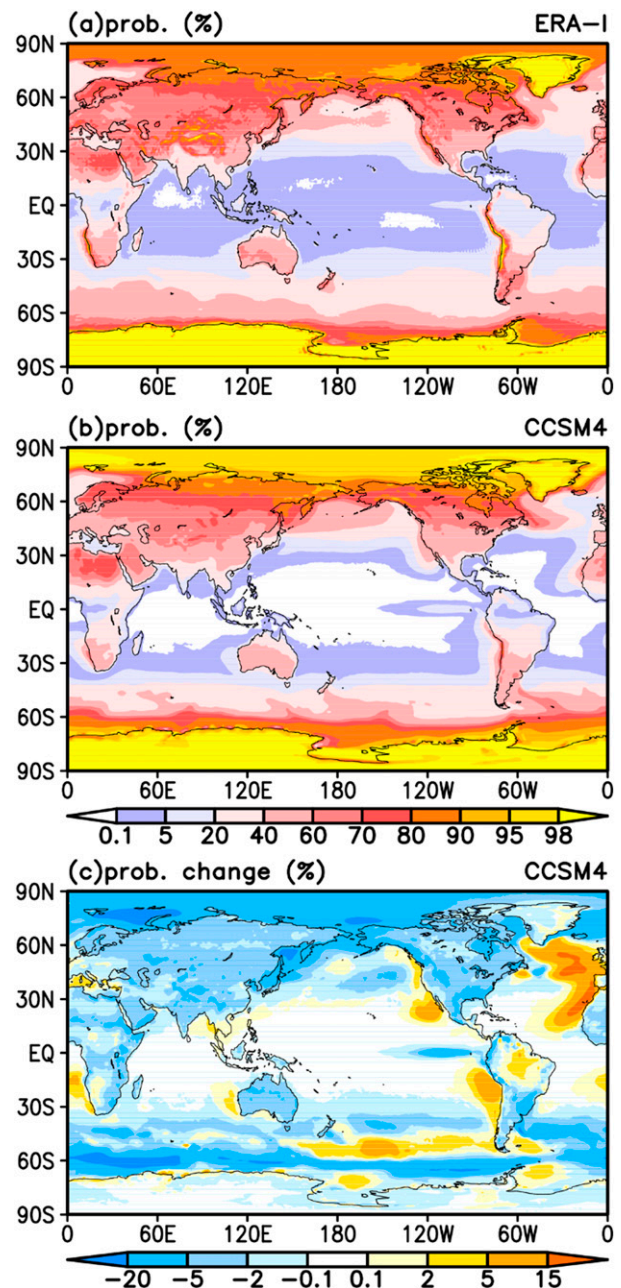 (a)prob. (%) ERA-I
90N
60N
30N
EQ
30S
60S
90S
0 60E 120E 180 120W 60W 0
(b)prob. (%) CCSM4
90N
60N
30N
EQ
30S
60S
90S
0 60E 120E 180 120W 60W 0
0.1 5 20 40 60 70 80 90 95 98
(c)prob. change (%) CCSM4
90N
60N
30N
EQ
30S
60S
90S
0 60E 120E 180 120W 60W 0
-20 -5 -2 -0.1 0.1 2 5 15